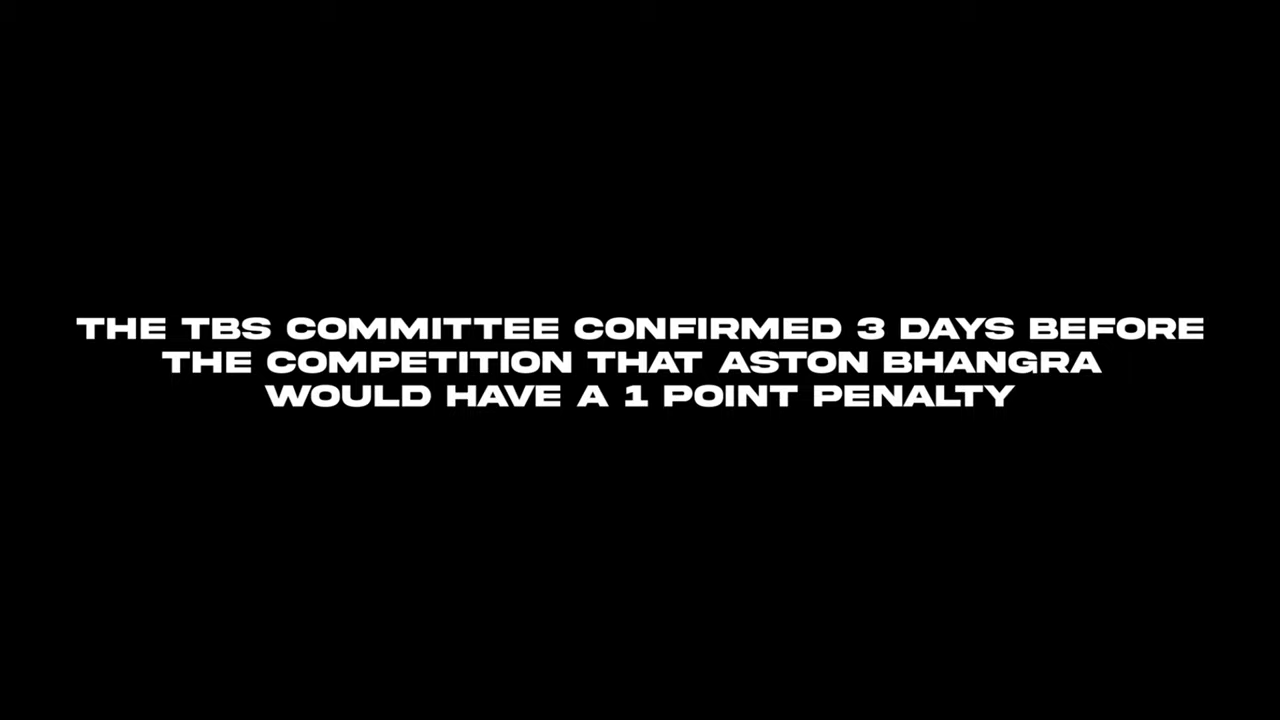 THE TBS COMMITTEE CONFIRMED 3 DAYS BEFORE
THE COMPETITION THAT ASTON BHANGRA
WOULD HAVE A 1 POINT PENALTY